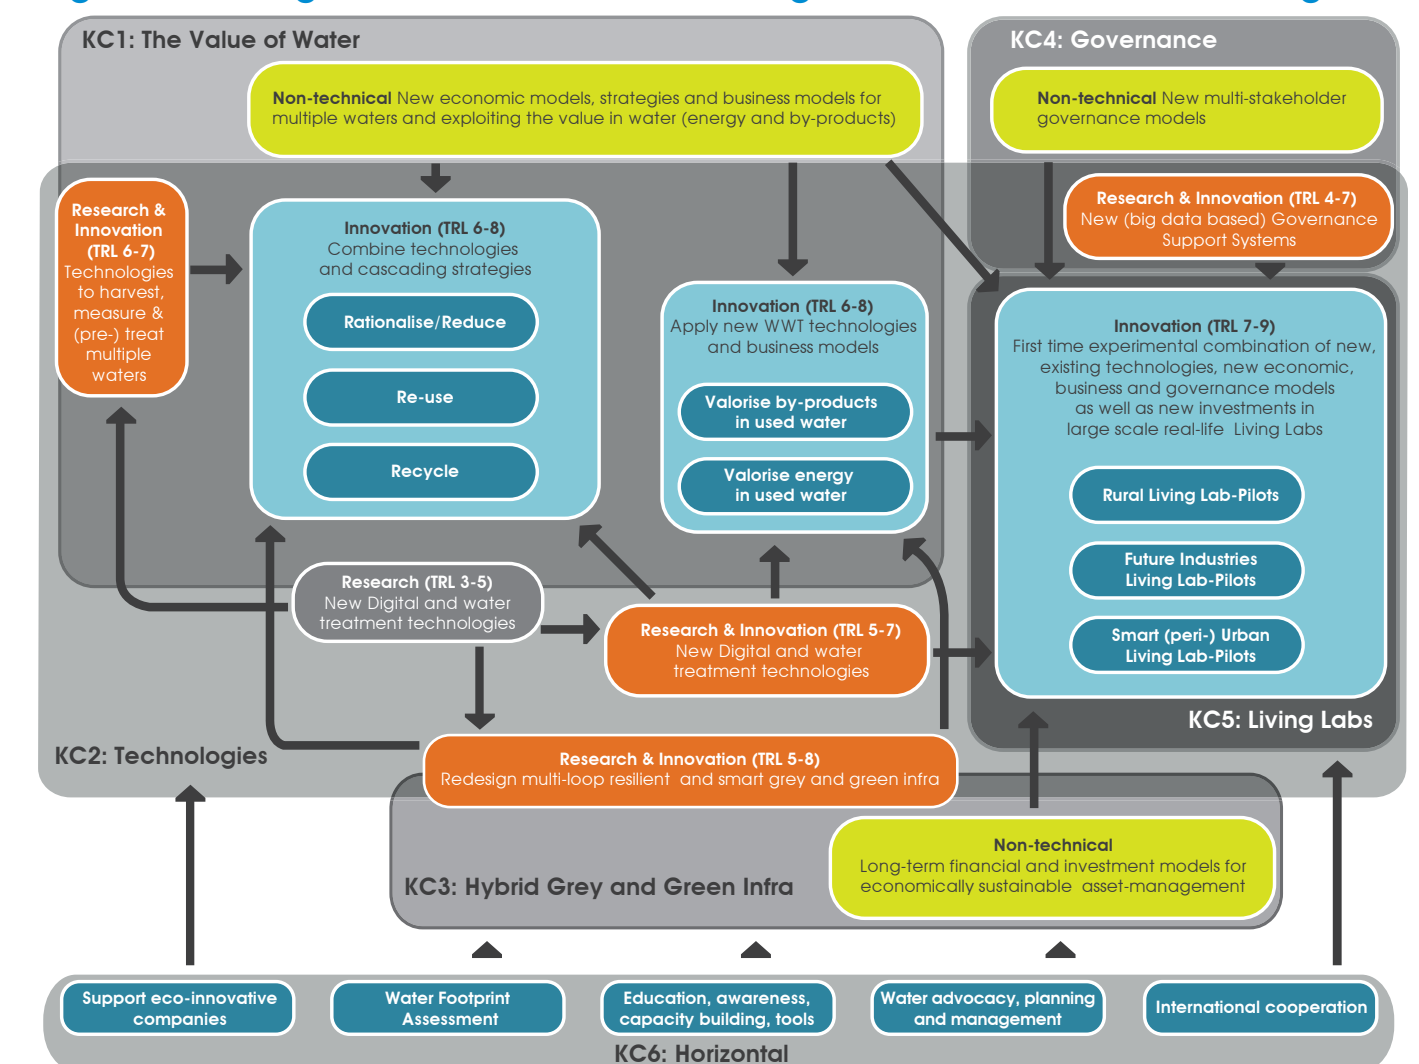 KC1: The Value of Water
Non-technical New economic models, strategies and business models for
multiple waters and exploiting the value in water (energy and by-products)
KC4: Governance
Non-technical New multi-stakeholder
governance models
Research &
Innovation
(TRL 6-7)
Technologies
to harvest,
measure &
(pre-) treat
multiple
waters
Innovation (TRL 6-8)
Combine technologies
and cascading strategies
Rationalise/Reduce
Re-use
Recycle
Innovation (TRL 6-8)
Apply new WWT technologies
and business models
Valorise by-products
in used water
Valorise energy
in used water
Research & Innovation (TRL 4-7)
New (big data based) Governance
Support Systems
Innovation (TRL 7-9)
First time experimental combination of new,
existing technologies, new economic,
business and governance models
as well as new investments in
large scale real-life Living Labs
Rural Living Lab-Pilots
Future Industries
Living Lab-Pilots
Smart (peri-) Urban
Living Lab-Pilots
KC5: Living Labs
Research (TRL 3-5)
New Digital and water
treatment technologies
Research & Innovation (TRL 5-7)
New Digital and water
treatment technologies
KC2: Technologies
Research & Innovation (TRL 5-8)
Redesign multi-loop resilient and smart grey and green infra
Non-technical
Long-term financial and investment models for
economically sustainable asset-management
KC3: Hybrid Grey and Green Infra
Support eco-innovative
companies
Water Footprint
Assessment
Education, awareness,
capacity building, tools
Water advocacy, planning
and management
International cooperation
KC6: Horizontal